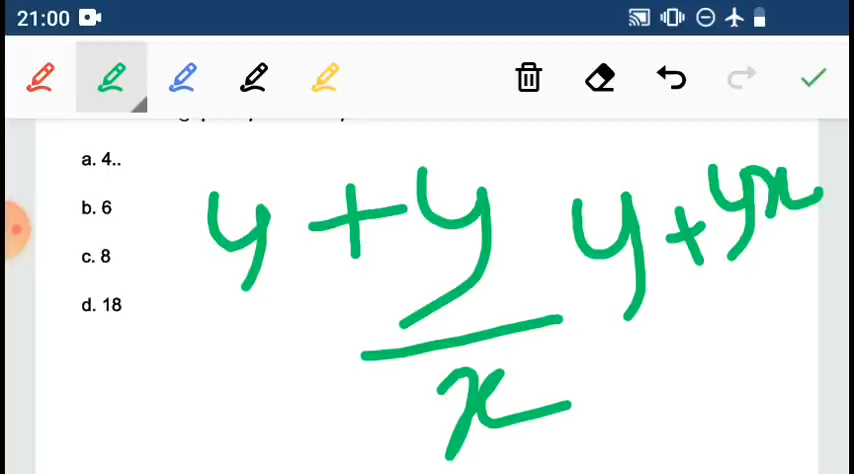 21:00
a. 4..
b. 6
c. 8
d. 18
y + y y + yx
x